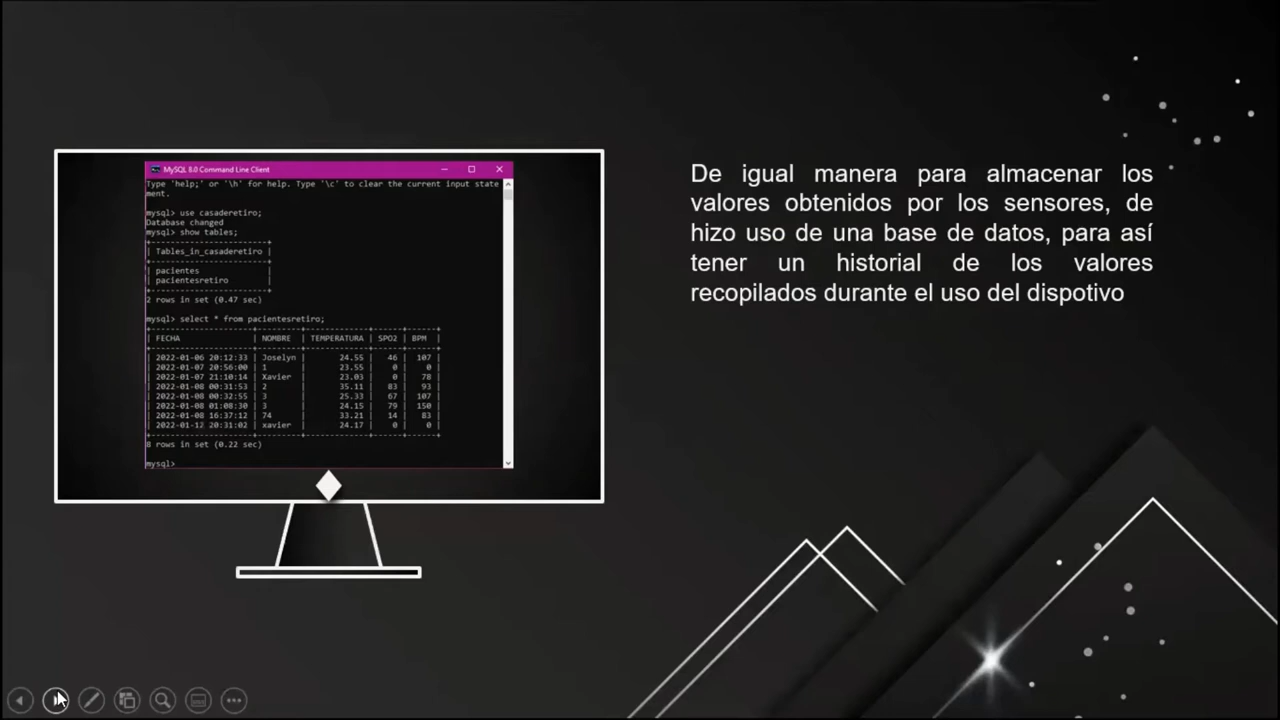 MySQL 8.0 Command Line Client
Type 'help;' or '\h' for help. Type '\c' to clear the current input state
ment.
mysql> use casaderetiro;
Database changed
mysql> show tables;
+-----------------------+
| Tables_in_casaderetiro |
+-----------------------+
| pacientes |
| pacientesretiro |
+-----------------------+
2 rows in set (0.47 sec)
mysql> select * from pacientesretiro;
| FECHA | NOMBRE | TEMPERATURA | SPO2 | BPM |
| 2022-01-06 20:12:33 | Joselyn | 24.55 | 46 | 107 |
| 2022-01-07 20:56:00 | 1 | 23.55 | 0 | 0 |
| 2022-01-07 21:10:14 | Xavier | 23.03 | 0 | 78 |
| 2022-01-08 00:31:53 | 2 | 35.11 | 83 | 93 |
| 2022-01-08 00:32:55 | 3 | 25.33 | 67 | 107 |
| 2022-01-08 01:08:30 | 3 | 24.15 | 79 | 150 |
| 2022-01-08 16:37:12 | 74 | 33.21 | 14 | 83 |
| 2022-01-12 20:31:02 | xavier | 24.17 | 0 | 0 |
8 rows in set (0.22 sec)
mysql>
De igual manera para almacenar los
valores obtenidos por los sensores, de
hizo uso de una base de datos, para así
tener un historial de los valores
recopilados durante el uso del dispotivo